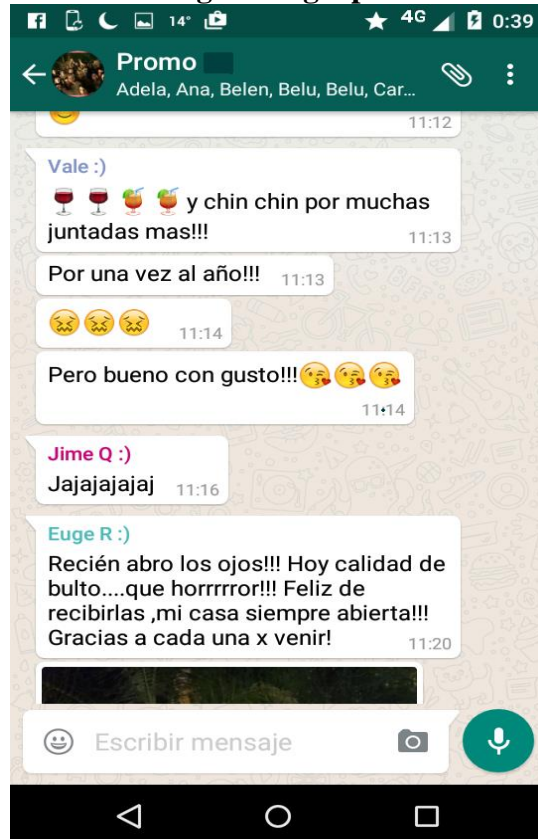 14° 4G 0:39
Promo
Adela, Ana, Belen, Belu, Belu, Car...
11:12
Vale :)
🍷 🍷 🍹 🍹 y chin chin por muchas
juntadas mas!!! 11:13
Por una vez al año!!! 11:13
😖😖😖 11:14
Pero bueno con gusto!!!😘😘😘
11:14
Jime Q :)
Jajajajajaj 11:16
Euge R :)
Recién abro los ojos!!! Hoy calidad de
bulto....que horrrrror!!! Feliz de
recibirlas ,mi casa siempre abierta!!!
Gracias a cada una x venir! 11:20
Escribir mensaje